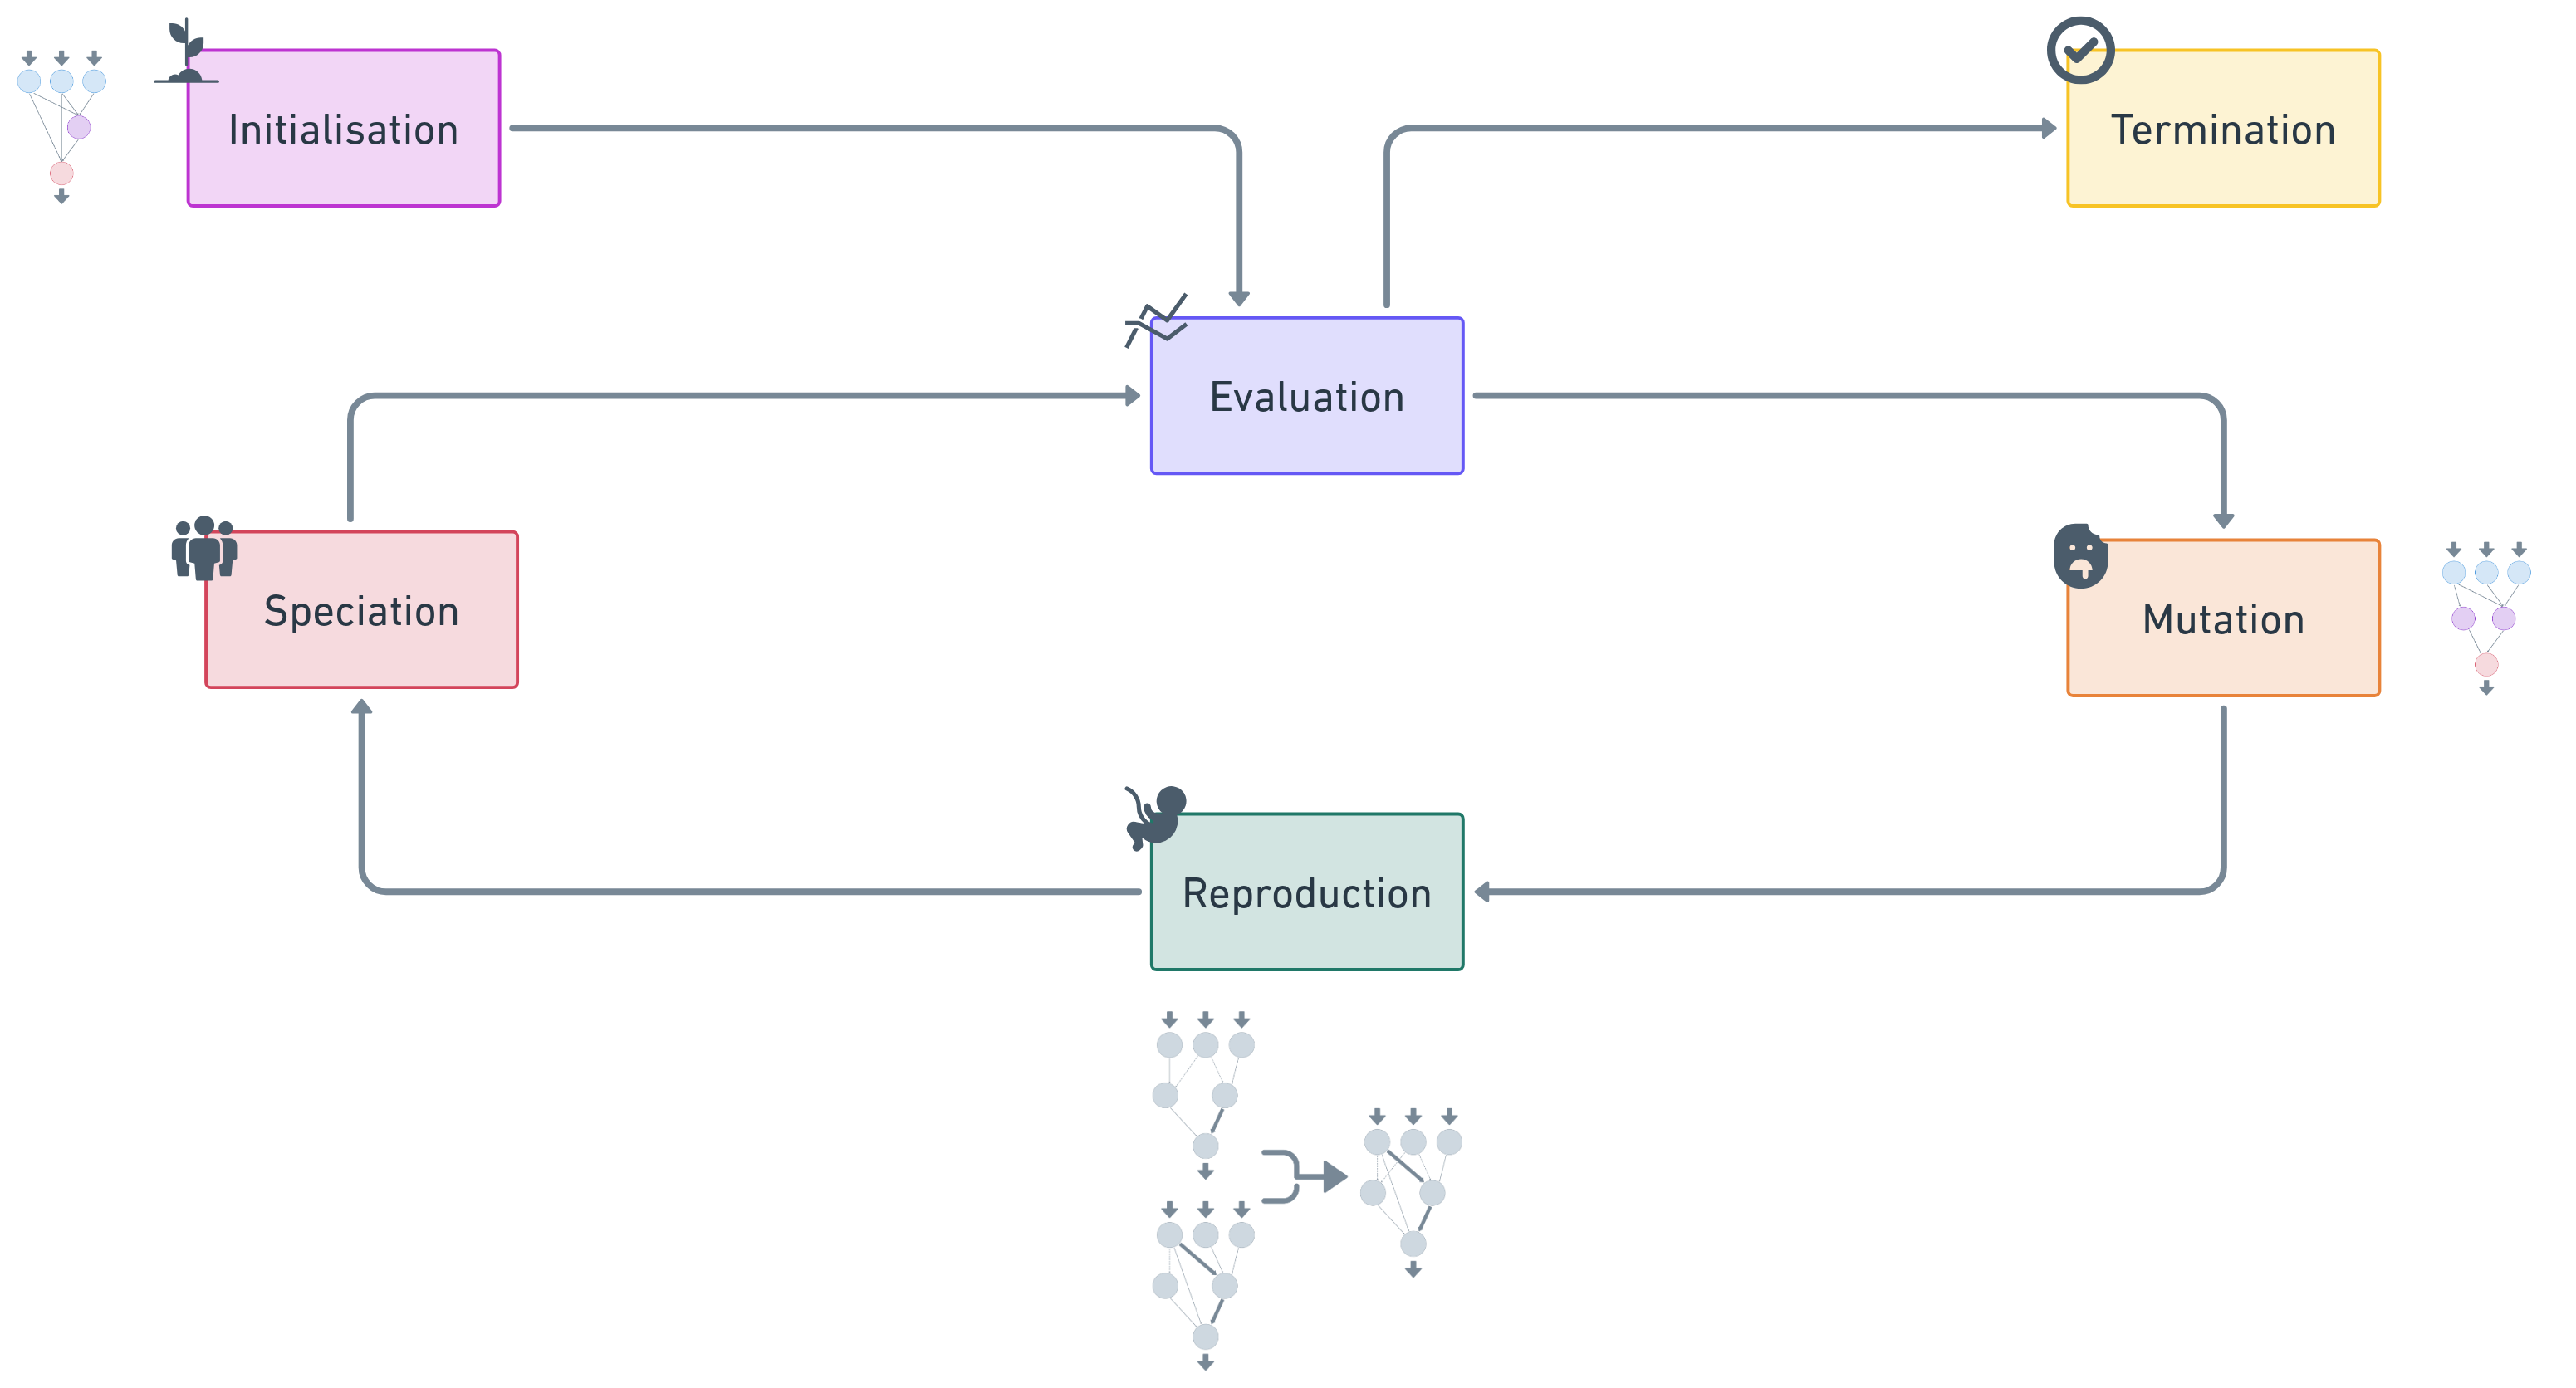 Initialisation
Termination
Evaluation
Speciation
Mutation
Reproduction